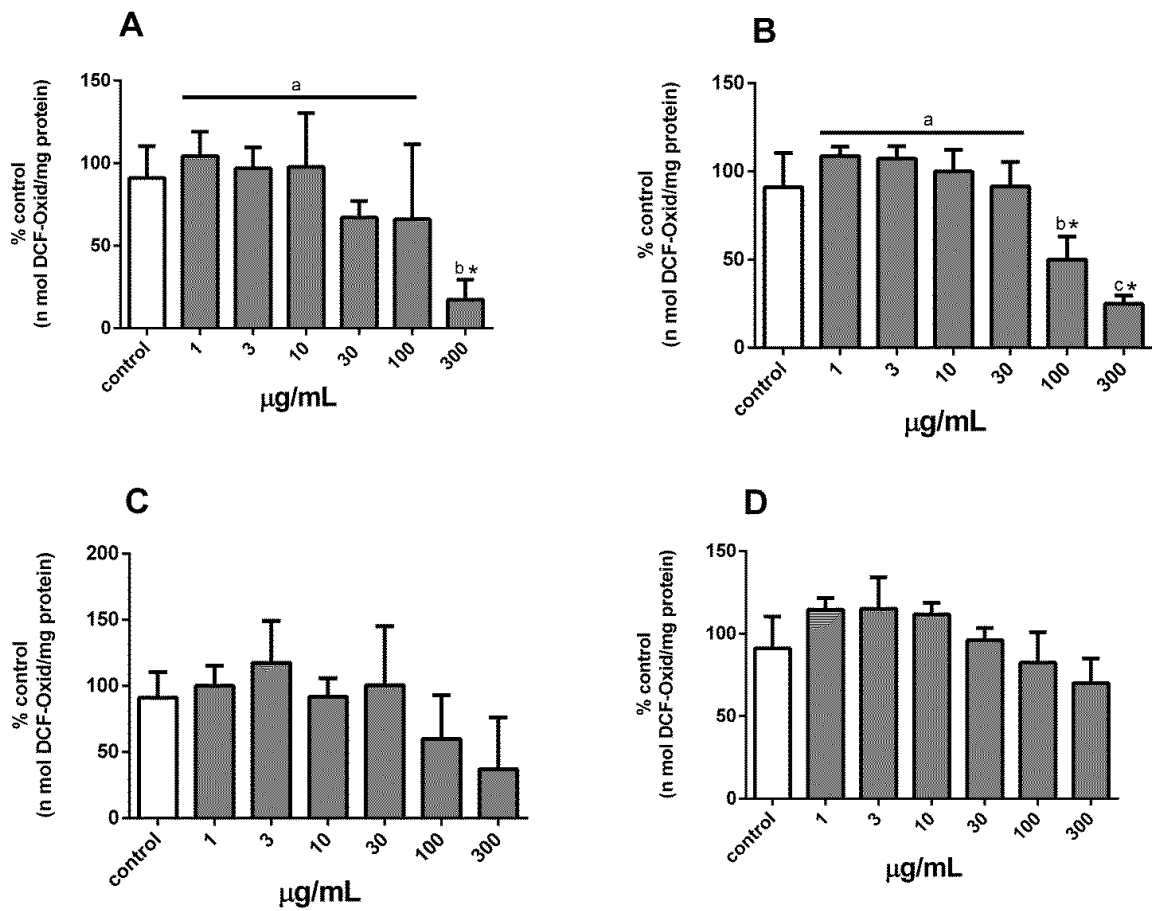 A
% control
(n mol DCF-Oxid/mg protein)
150
100
50
0
a
b *
control
1
3
10
30
100
300
μg/mL
B
% control
(n mol DCF-Oxid/mg protein)
150
100
50
0
a
b *
c *
control
1
3
10
30
100
300
μg/mL
C
% control
(n mol DCF-Oxid/mg protein)
200
150
100
50
0
control
1
3
10
30
100
300
μg/mL
D
% control
(n mol DCF-Oxid/mg protein)
150
100
50
0
control
1
3
10
30
100
300
μg/mL